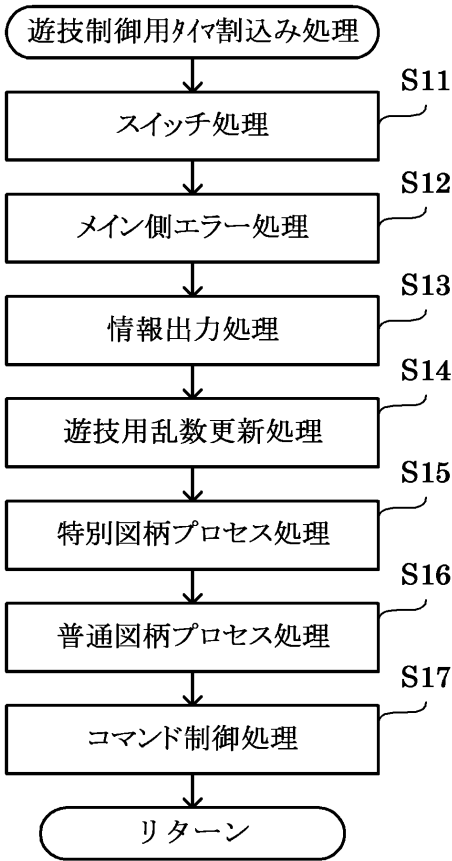 遊技制御用ﾀｲﾏ割込み処理
S11
スイッチ処理
S12
メイン側エラー処理
S13
情報出力処理
S14
遊技用乱数更新処理
S15
特別図柄プロセス処理
S16
普通図柄プロセス処理
S17
コマンド制御処理
リターン